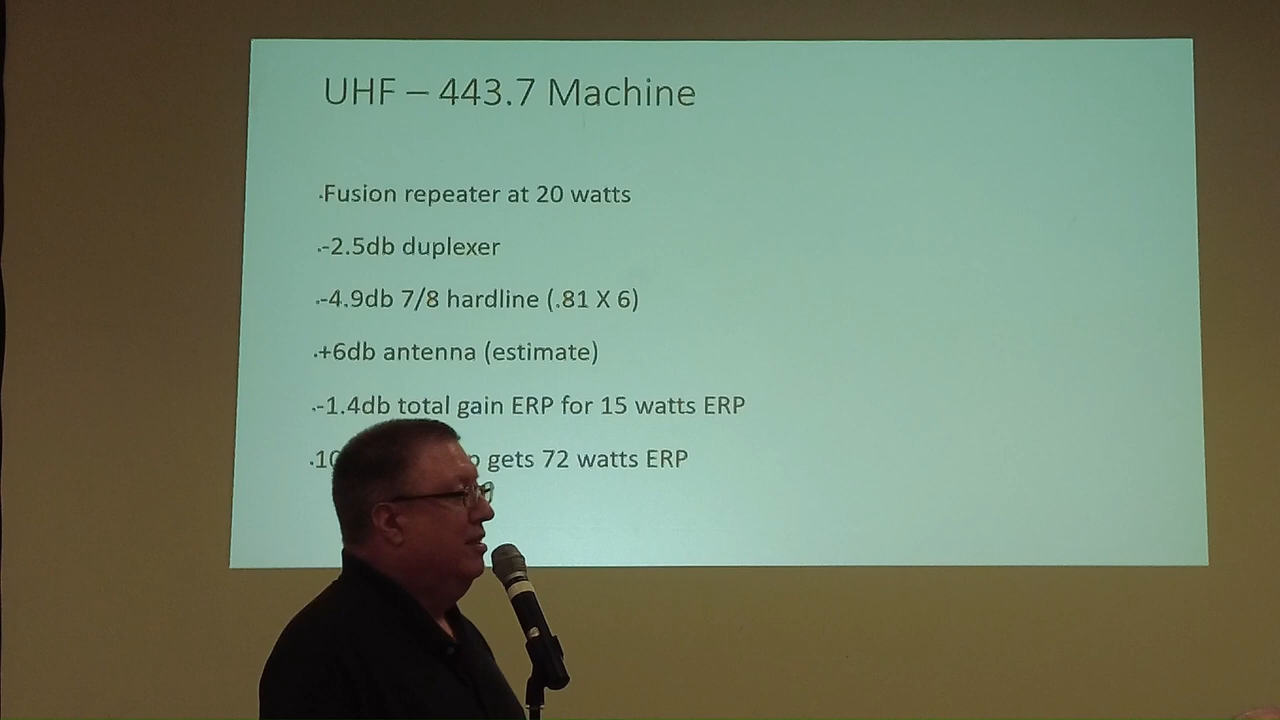 UHF – 443.7 Machine
.Fusion repeater at 20 watts
.-2.5db duplexer
.-4.9db 7/8 hardline (.81 X 6)
.+6db antenna (estimate)
.-1.4db total gain ERP for 15 watts ERP
gets 72 watts ERP